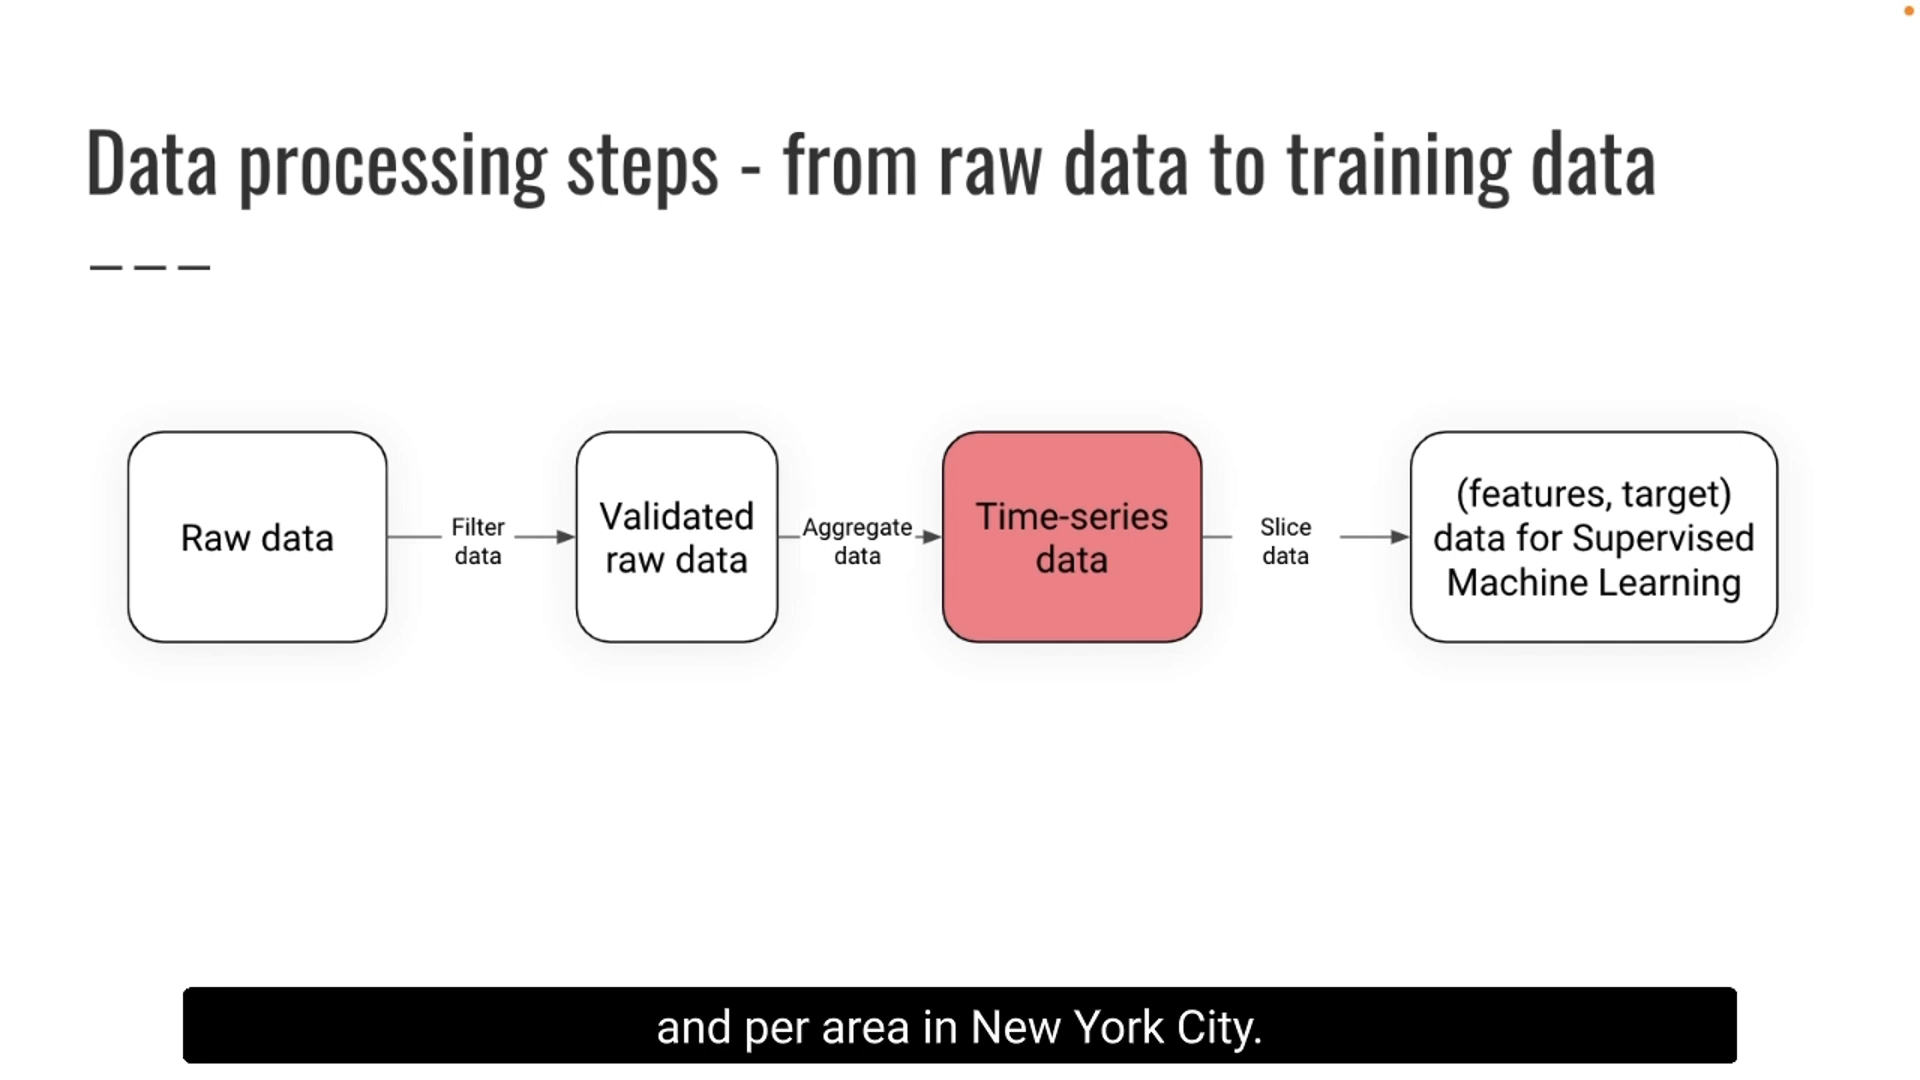 Data processing steps - from raw data to training data
Raw data
Filter
data
Validated
raw data
Aggregate
data
Time-series
data
Slice
data
(features, target)
data for Supervised
Machine Learning
and per area in New York City.